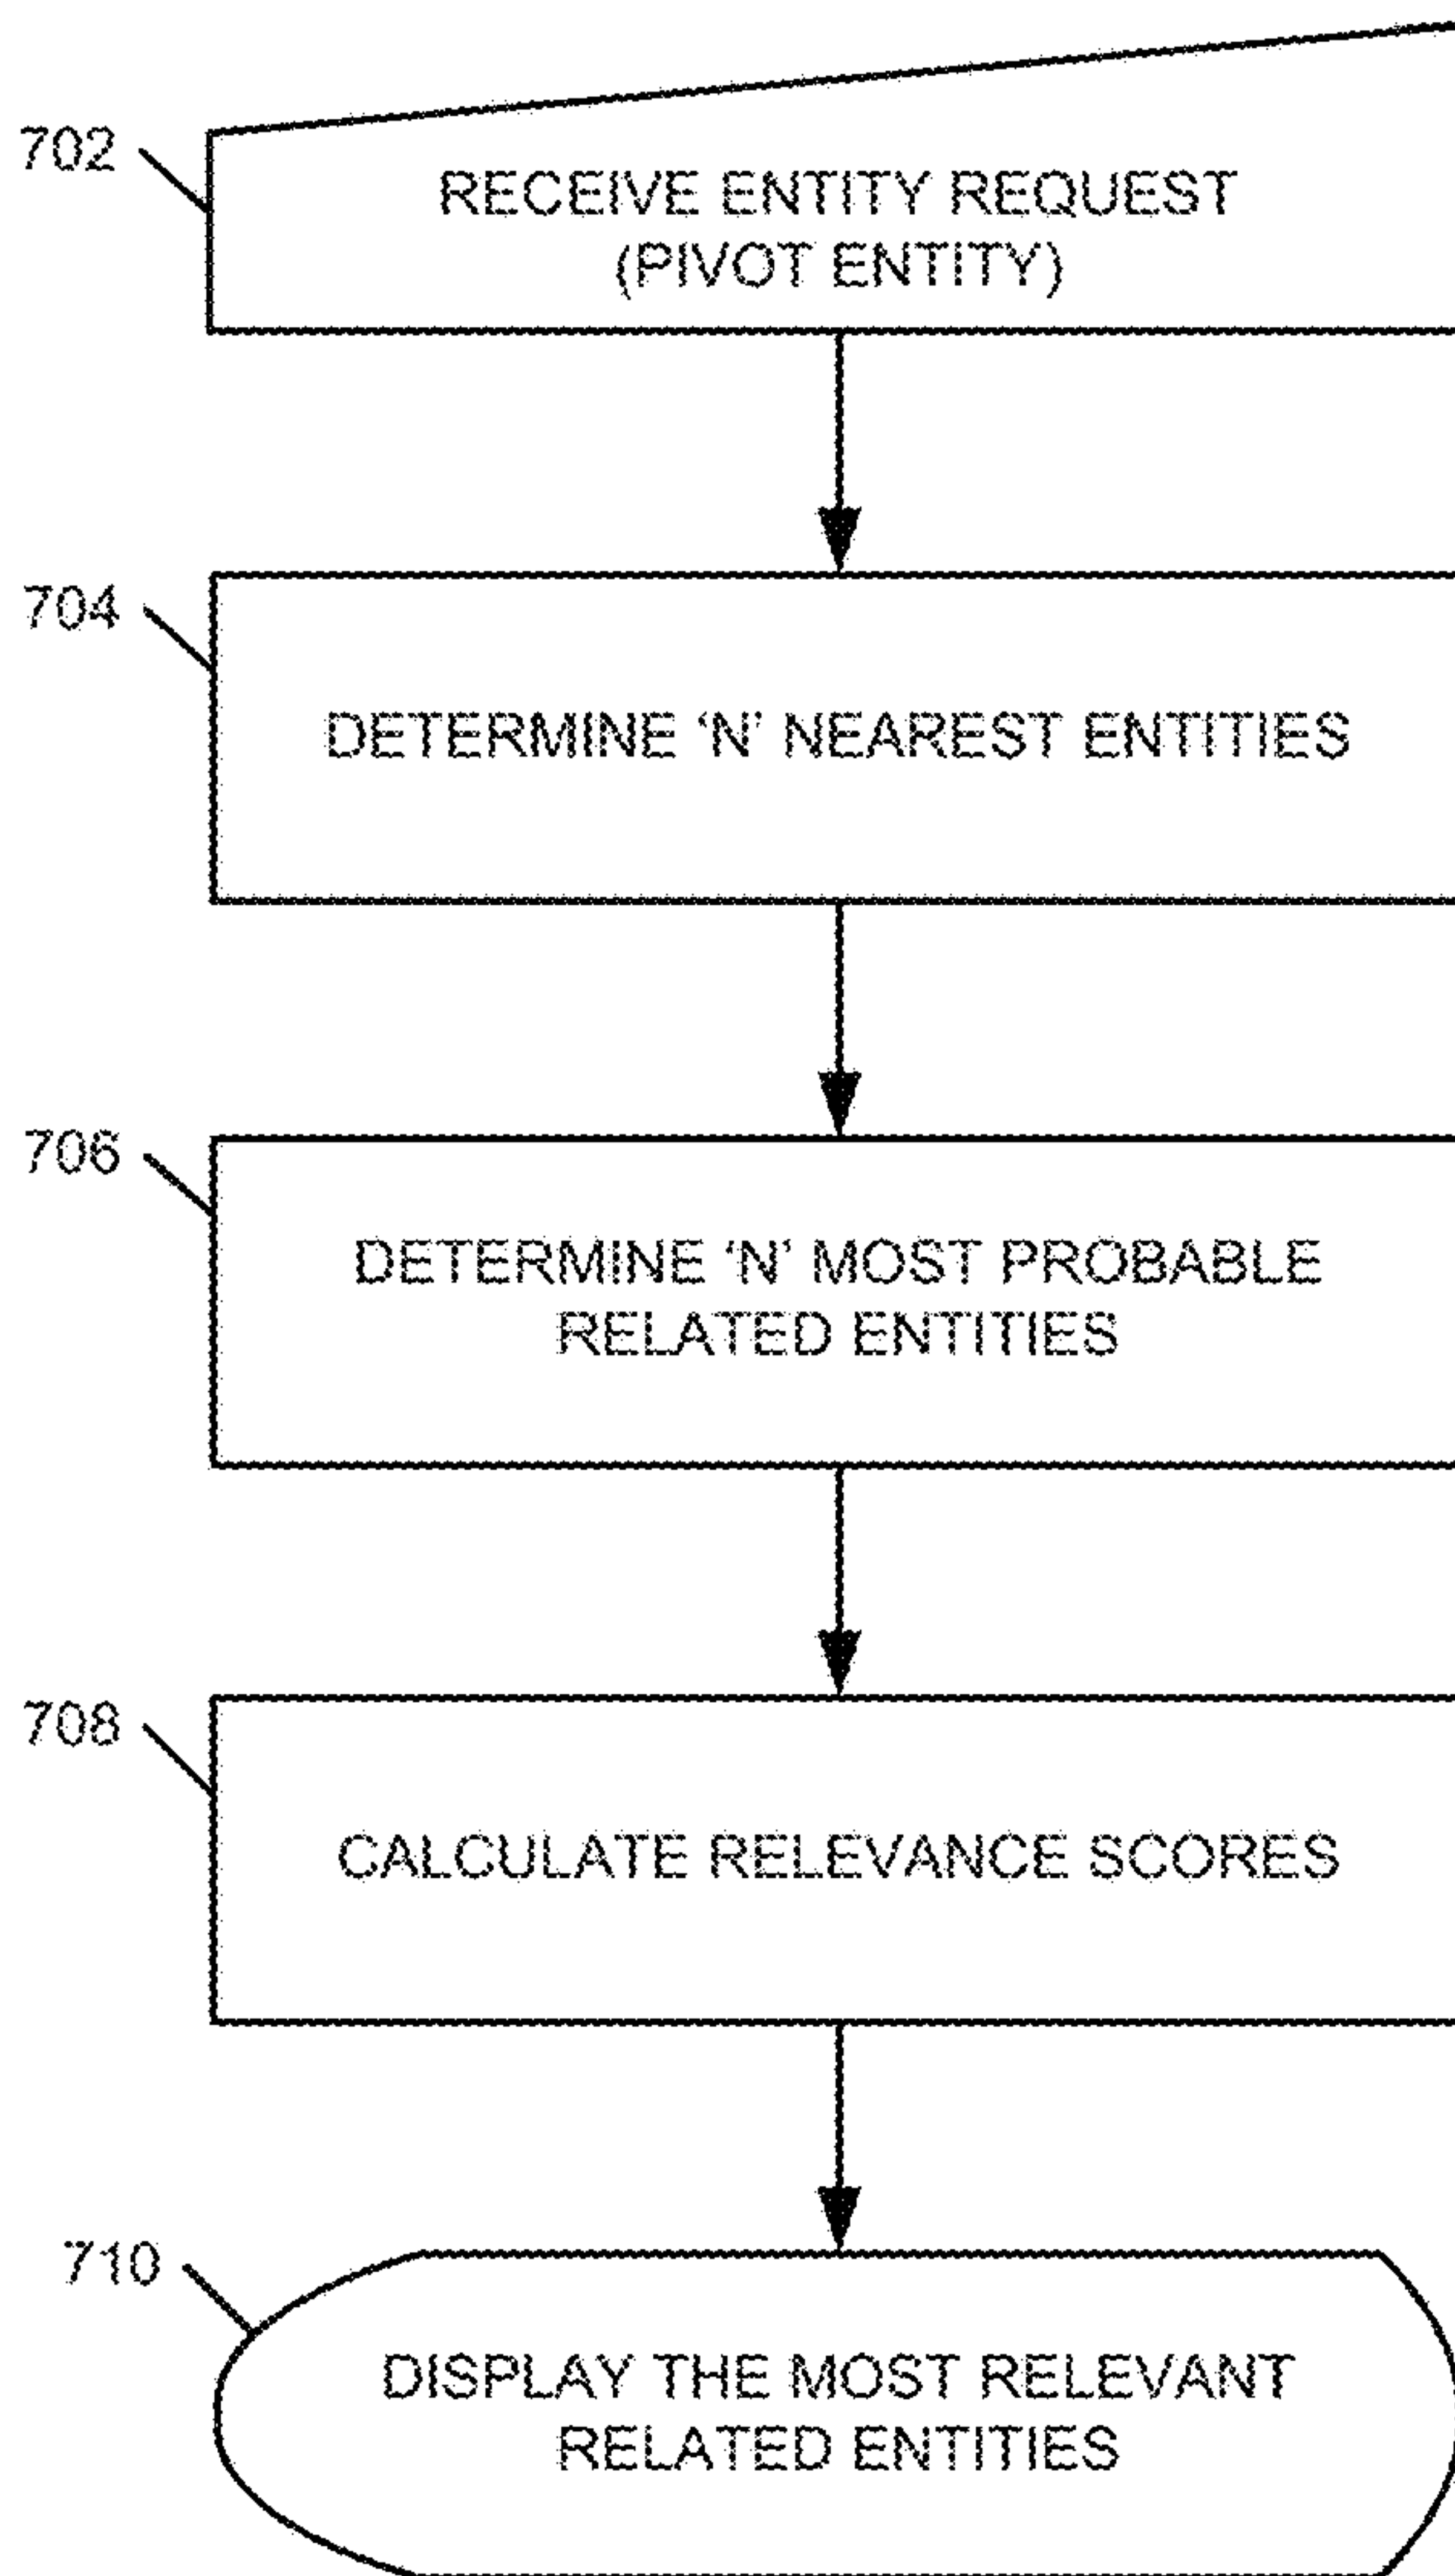 702
RECEIVE ENTITY REQUEST
(PIVOT ENTITY)
704
DETERMINE ‘N’ NEAREST ENTITIES
706
DETERMINE ‘N’ MOST PROBABLE
RELATED ENTITIES
708
CALCULATE RELEVANCE SCORES
710
DISPLAY THE MOST RELEVANT
RELATED ENTITIES